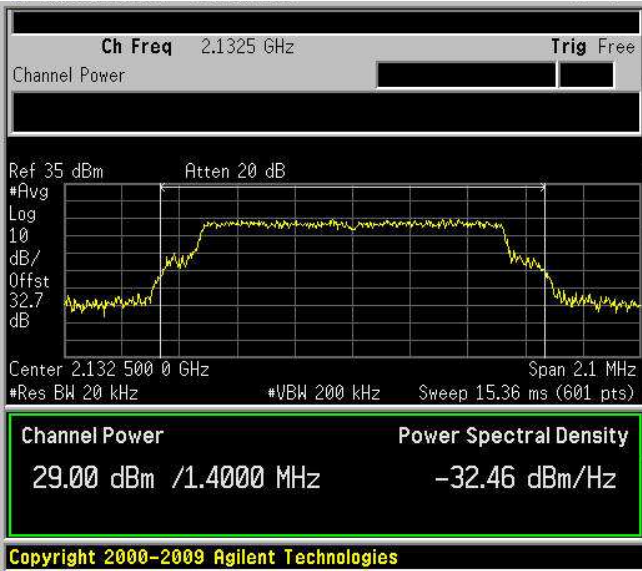 Ch Freq 2.1325 GHz Trig Free
Channel Power
Ref 35 dBm Atten 20 dB
#Avg
Log
10
dB/
Offst
32.7
dB
Center 2.132 500 0 GHz Span 2.1 MHz
#Res BW 20 kHz #VBW 200 kHz Sweep 15.36 ms (601 pts)
Channel Power Power Spectral Density
29.00 dBm /1.4000 MHz -32.46 dBm/Hz
Copyright 2000-2009 Agilent Technologies